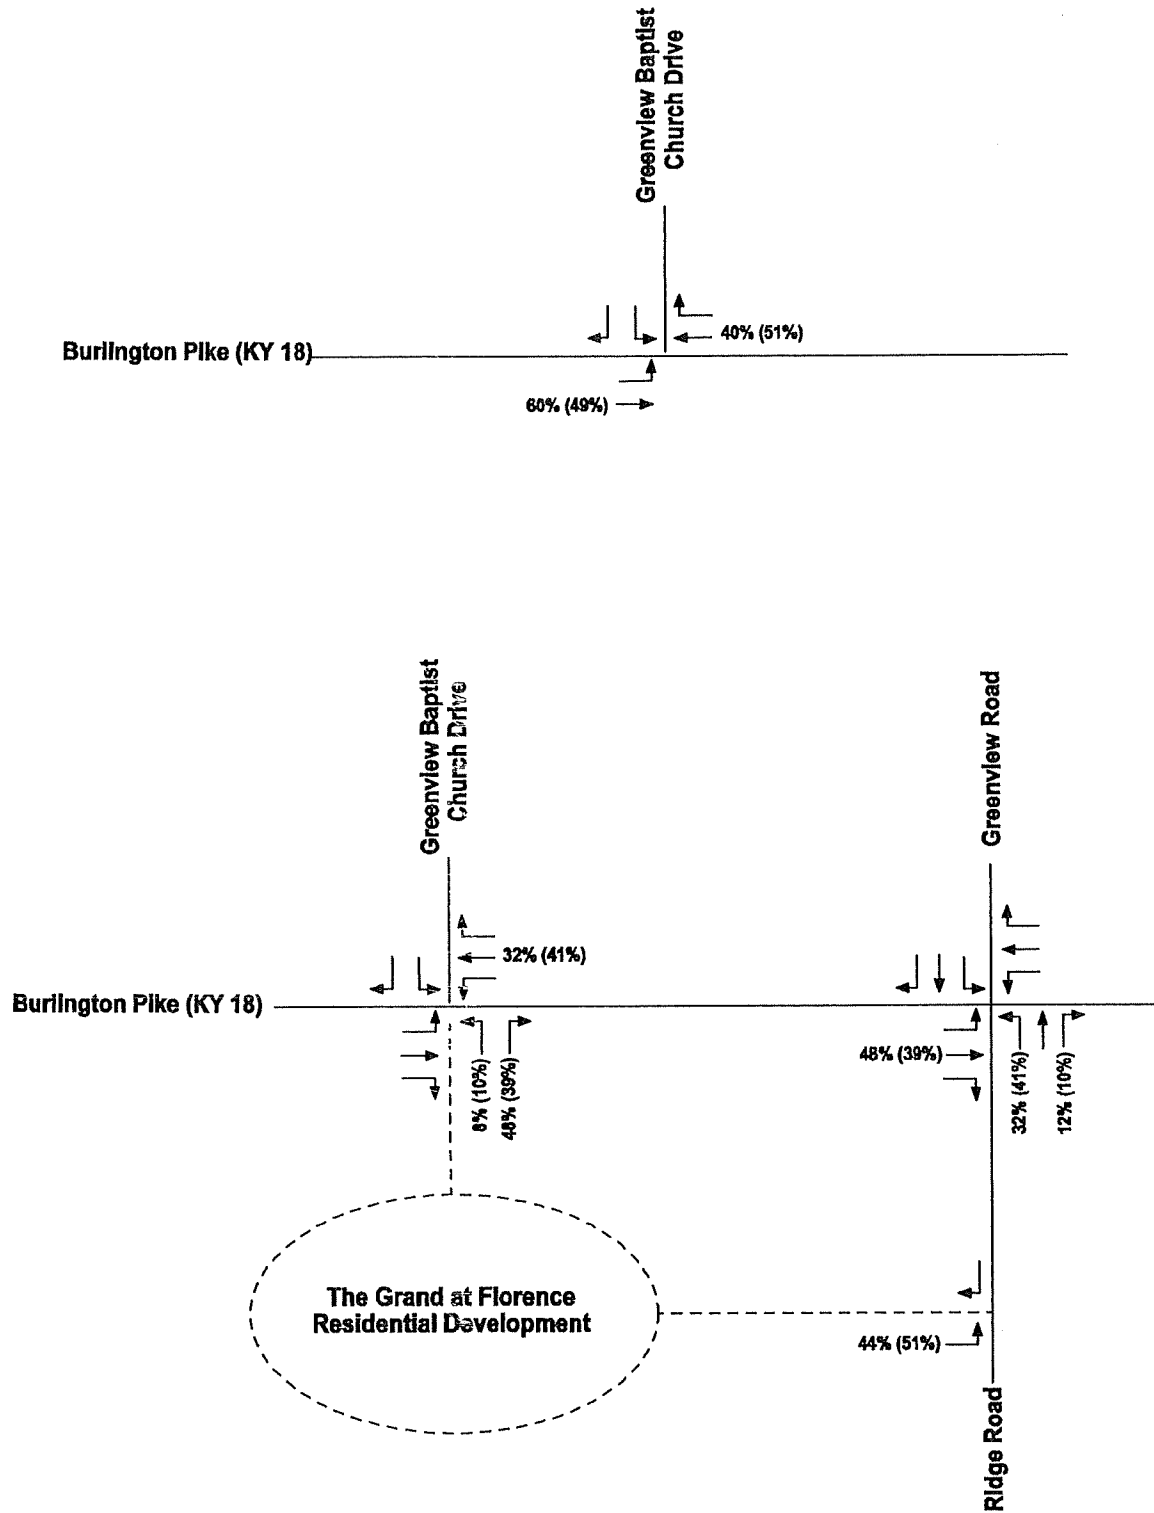 Greenview Baptist
Church Drive
40% (51%)
Burlington Pike (KY 18)
60% (49%)
Greenview Baptist
Church Drive
Greenview Road
32% (41%)
Burlington Pike (KY 18)
8% (10%)
48% (39%)
48% (39%)
32% (41%)
12% (10%)
The Grand at Florence
Residential Development
44% (51%)
Ridge Road